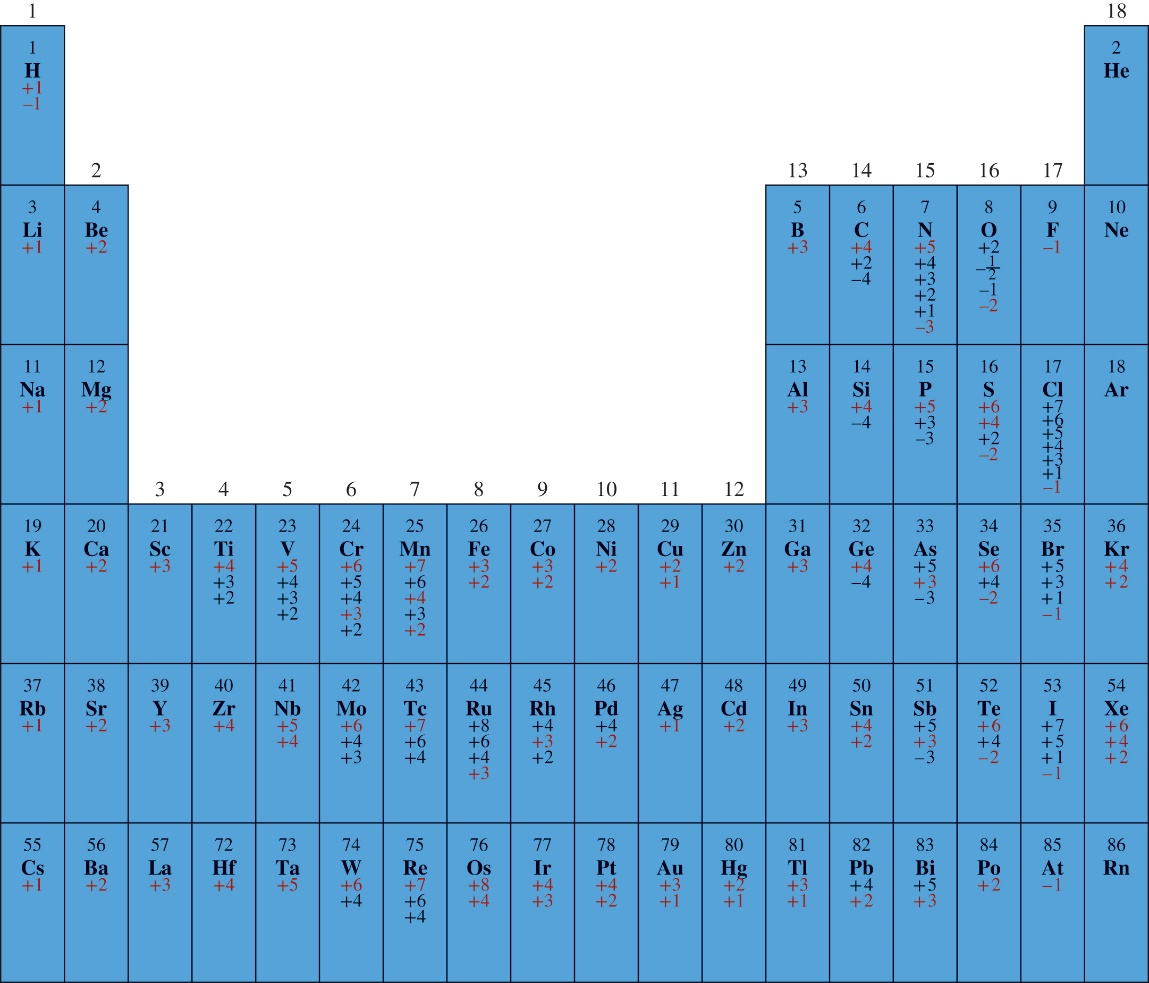 1 18
1 2
H He
+1
–1
2 13 14 15 16 17
3 4 5 6 7 8 9 10
Li Be B C N O F Ne
+1 +2 +3 +4 +5 +2 –1
+2 +4 –1/2
–4 +3 –1
+2 –2
+1
–3
11 12 13 14 15 16 17 18
Na Mg Al Si P S Cl Ar
+1 +2 +3 +4 +5 +6 +7
–4 +3 +4 +6
–3 +2 +5
–2 +4
+3
+1
–1
3 4 5 6 7 8 9 10 11 12
19 20 21 22 23 24 25 26 27 28 29 30 31 32 33 34 35 36
K Ca Sc Ti V Cr Mn Fe Co Ni Cu Zn Ga Ge As Se Br Kr
+1 +2 +3 +4 +5 +6 +7 +3 +3 +2 +2 +2 +3 +4 +5 +6 +5 +4
+3 +4 +5 +6 +2 +2 +1 –4 +3 +4 +3 +2
+2 +3 +4 +4 –3 –2 +1
+2 +3 +3 –1
+2 +2
37 38 39 40 41 42 43 44 45 46 47 48 49 50 51 52 53 54
Rb Sr Y Zr Nb Mo Tc Ru Rh Pd Ag Cd In Sn Sb Te I Xe
+1 +2 +3 +4 +5 +6 +7 +8 +4 +4 +1 +2 +3 +4 +5 +6 +7 +6
+4 +4 +6 +6 +3 +2 +2 +3 +4 +5 +4
+3 +4 +4 +2 –3 –2 +1 +2
+3 –1
55 56 57 72 73 74 75 76 77 78 79 80 81 82 83 84 85 86
Cs Ba La Hf Ta W Re Os Ir Pt Au Hg Tl Pb Bi Po At Rn
+1 +2 +3 +4 +5 +6 +7 +8 +4 +4 +3 +2 +3 +4 +5 +2 –1
+4 +6 +4 +3 +2 +1 +1 +1 +2 +3
+4